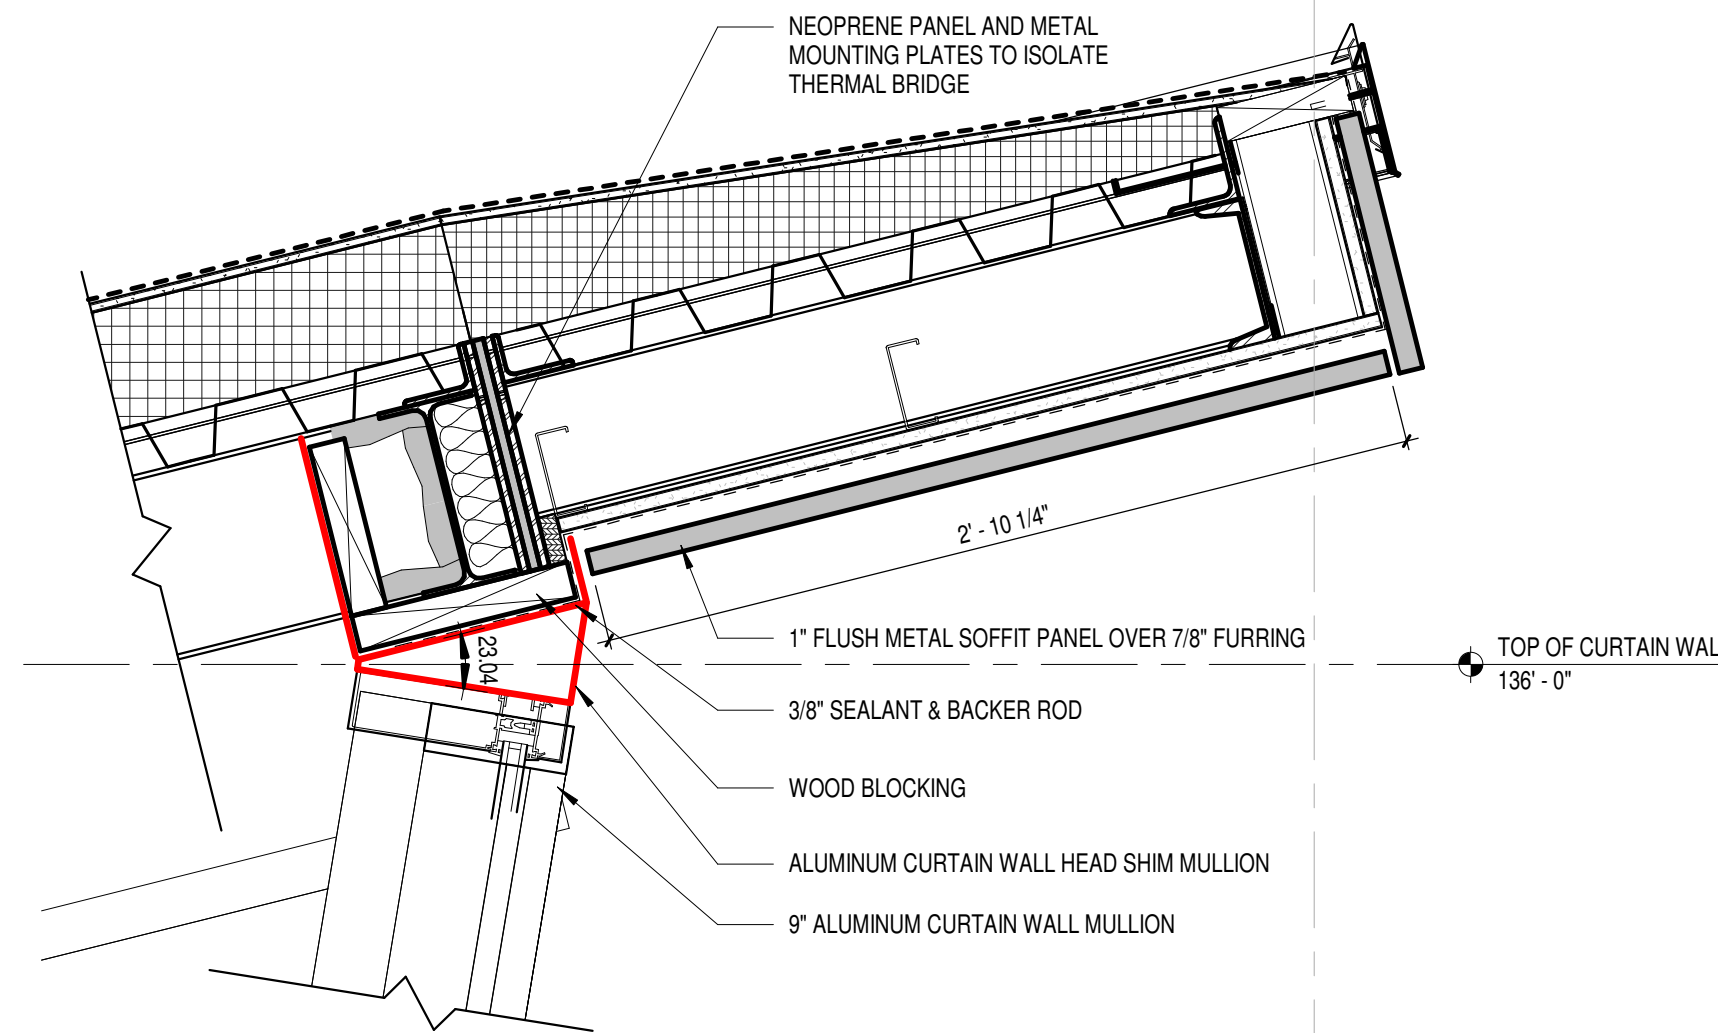 NEOPRENE PANEL AND METAL
MOUNTING PLATES TO ISOLATE
THERMAL BRIDGE
2' - 10 1/4"
23.04
1" FLUSH METAL SOFFIT PANEL OVER 7/8" FURRING
TOP OF CURTAIN WAL
136' - 0"
3/8" SEALANT & BACKER ROD
WOOD BLOCKING
ALUMINUM CURTAIN WALL HEAD SHIM MULLION
9" ALUMINUM CURTAIN WALL MULLION